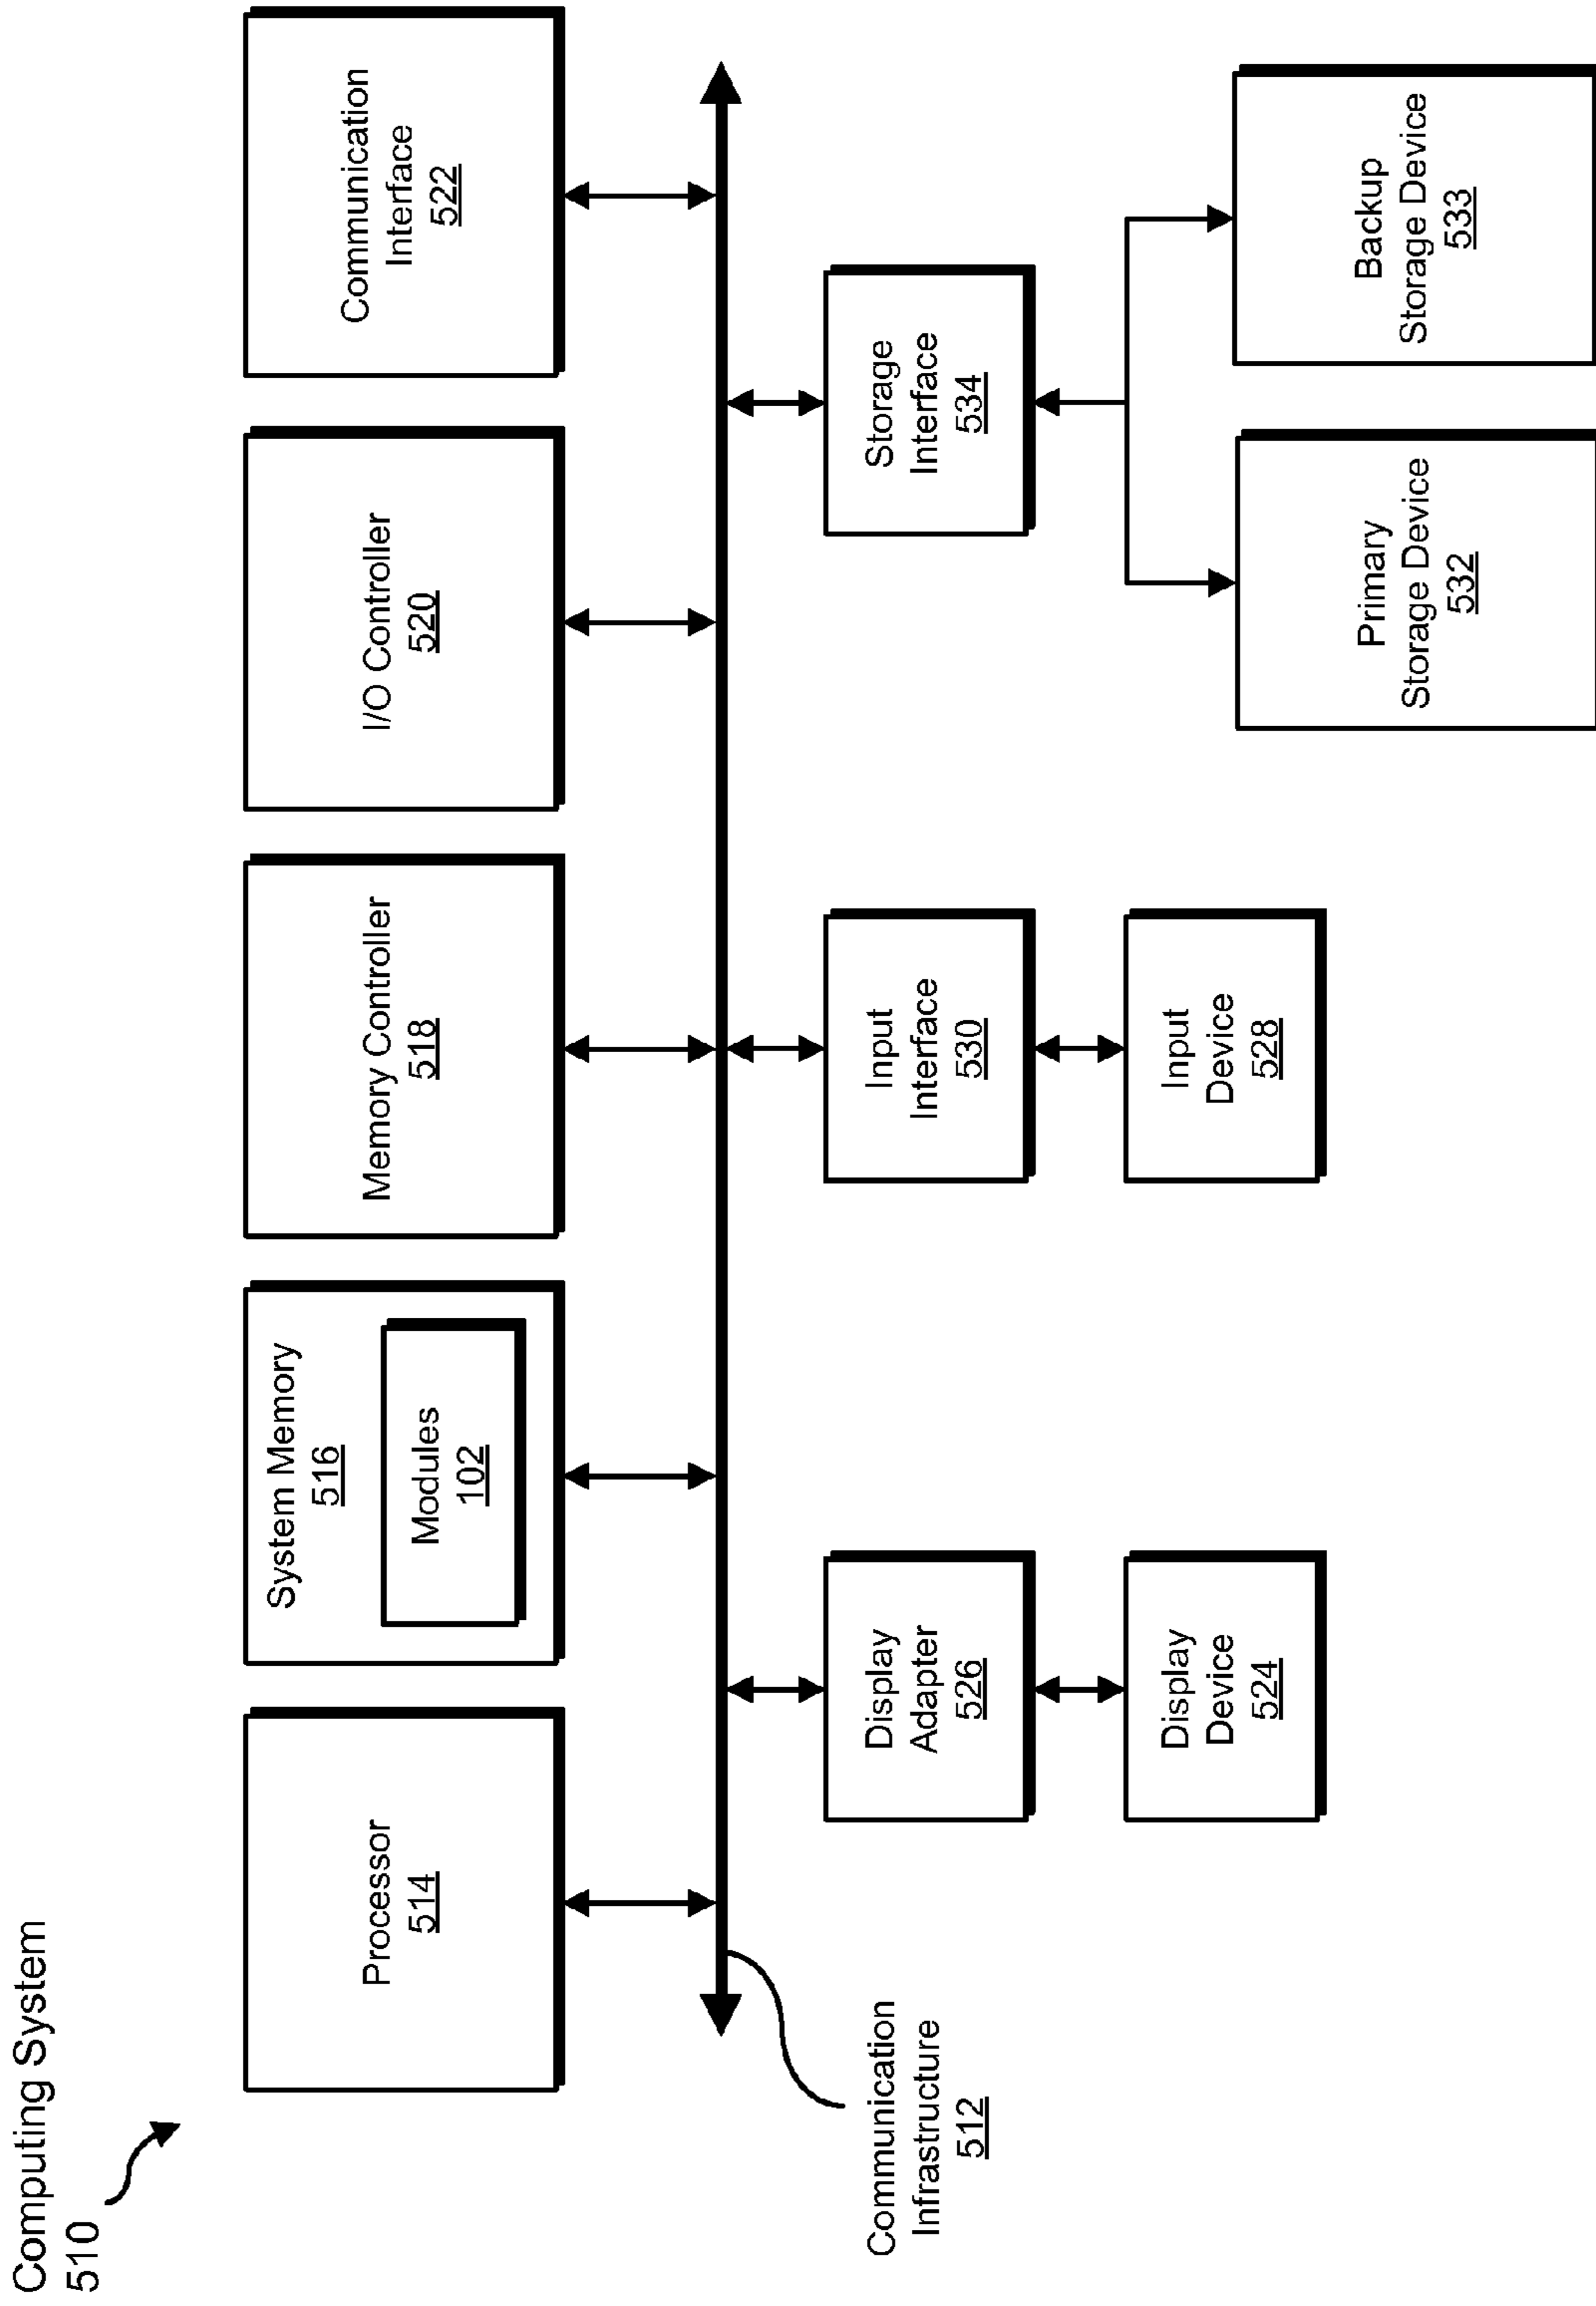 Computing System
510
Processor
514
System Memory
516
Modules
102
Memory Controller
518
I/O Controller
520
Communication
Interface
522
Communication
Infrastructure
512
Display
Adapter
526
Input
Interface
530
Storage
Interface
534
Display
Device
524
Input
Device
528
Primary
Storage Device
532
Backup
Storage Device
533